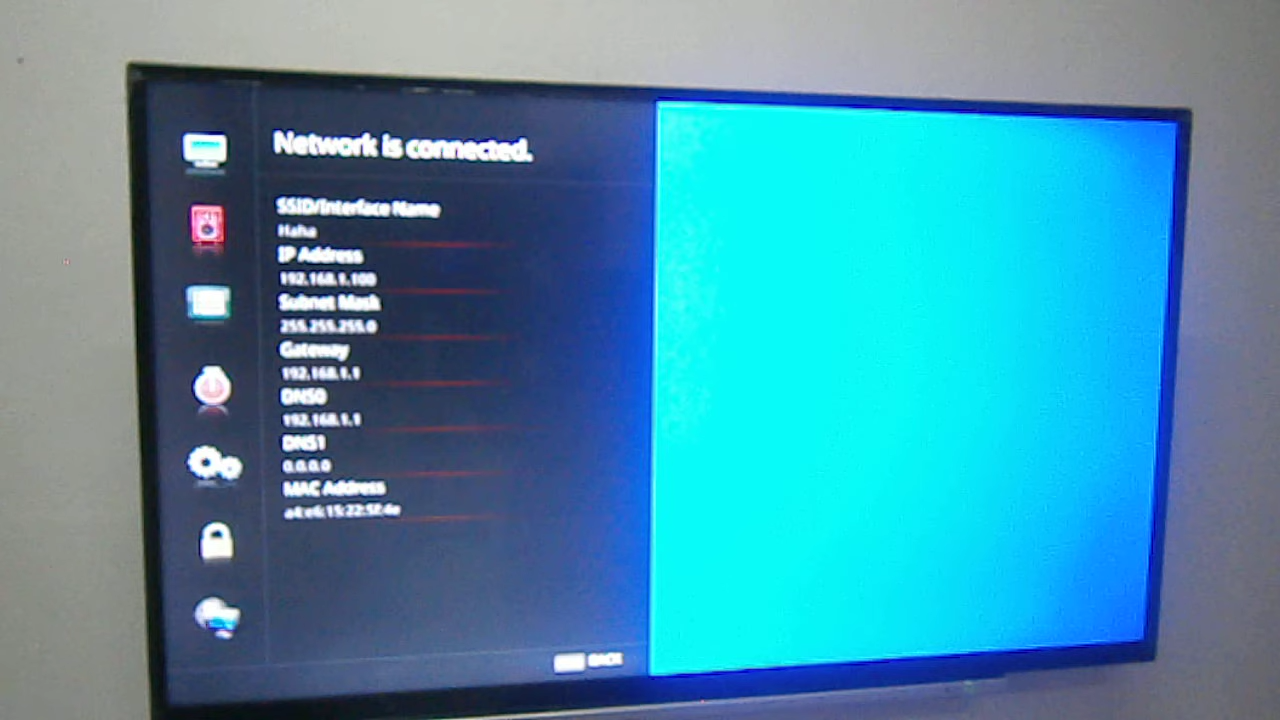 Network is connected.
SSID/Interface Name
Haha
IP Address
192.168.1.100
Subnet Mask
255.255.255.0
Gateway
192.168.1.1
DNS0
192.168.1.1
DNS1
0.0.0.0
MAC Address
BACK